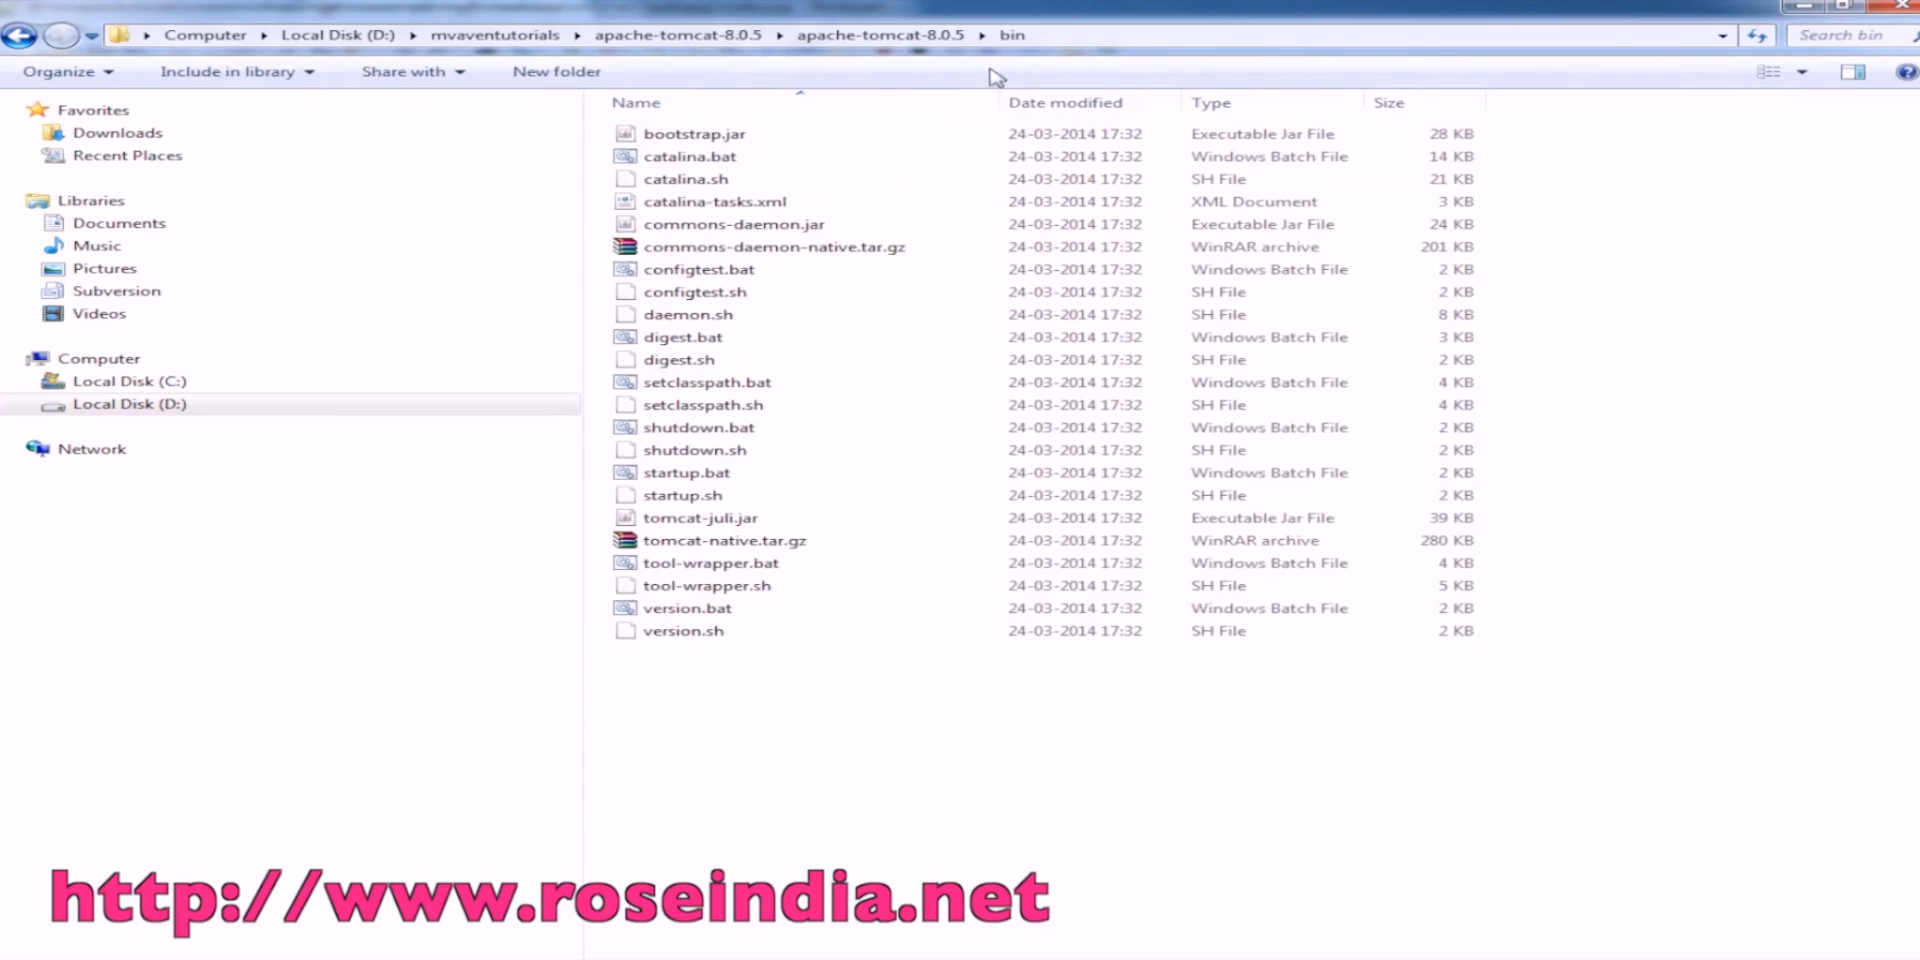 Computer Local Disk (D:) mvaventutorials apache-tomcat-8.0.5 apache-tomcat-8.0.5 bin Search bin
Organize Include in library Share with New folder
Favorites
Downloads
Recent Places
Libraries
Documents
Music
Pictures
Subversion
Videos
Computer
Local Disk (C:)
Local Disk (D:)
Network
Name Date modified Type Size
bootstrap.jar 24-03-2014 17:32 Executable Jar File 28 KB
catalina.bat 24-03-2014 17:32 Windows Batch File 14 KB
catalina.sh 24-03-2014 17:32 SH File 21 KB
catalina-tasks.xml 24-03-2014 17:32 XML Document 3 KB
commons-daemon.jar 24-03-2014 17:32 Executable Jar File 24 KB
commons-daemon-native.tar.gz 24-03-2014 17:32 WinRAR archive 201 KB
configtest.bat 24-03-2014 17:32 Windows Batch File 2 KB
configtest.sh 24-03-2014 17:32 SH File 2 KB
daemon.sh 24-03-2014 17:32 SH File 8 KB
digest.bat 24-03-2014 17:32 Windows Batch File 3 KB
digest.sh 24-03-2014 17:32 SH File 2 KB
setclasspath.bat 24-03-2014 17:32 Windows Batch File 4 KB
setclasspath.sh 24-03-2014 17:32 SH File 4 KB
shutdown.bat 24-03-2014 17:32 Windows Batch File 2 KB
shutdown.sh 24-03-2014 17:32 SH File 2 KB
startup.bat 24-03-2014 17:32 Windows Batch File 2 KB
startup.sh 24-03-2014 17:32 SH File 2 KB
tomcat-juli.jar 24-03-2014 17:32 Executable Jar File 39 KB
tomcat-native.tar.gz 24-03-2014 17:32 WinRAR archive 280 KB
tool-wrapper.bat 24-03-2014 17:32 Windows Batch File 4 KB
tool-wrapper.sh 24-03-2014 17:32 SH File 5 KB
version.bat 24-03-2014 17:32 Windows Batch File 2 KB
version.sh 24-03-2014 17:32 SH File 2 KB
http://www.roseindia.net